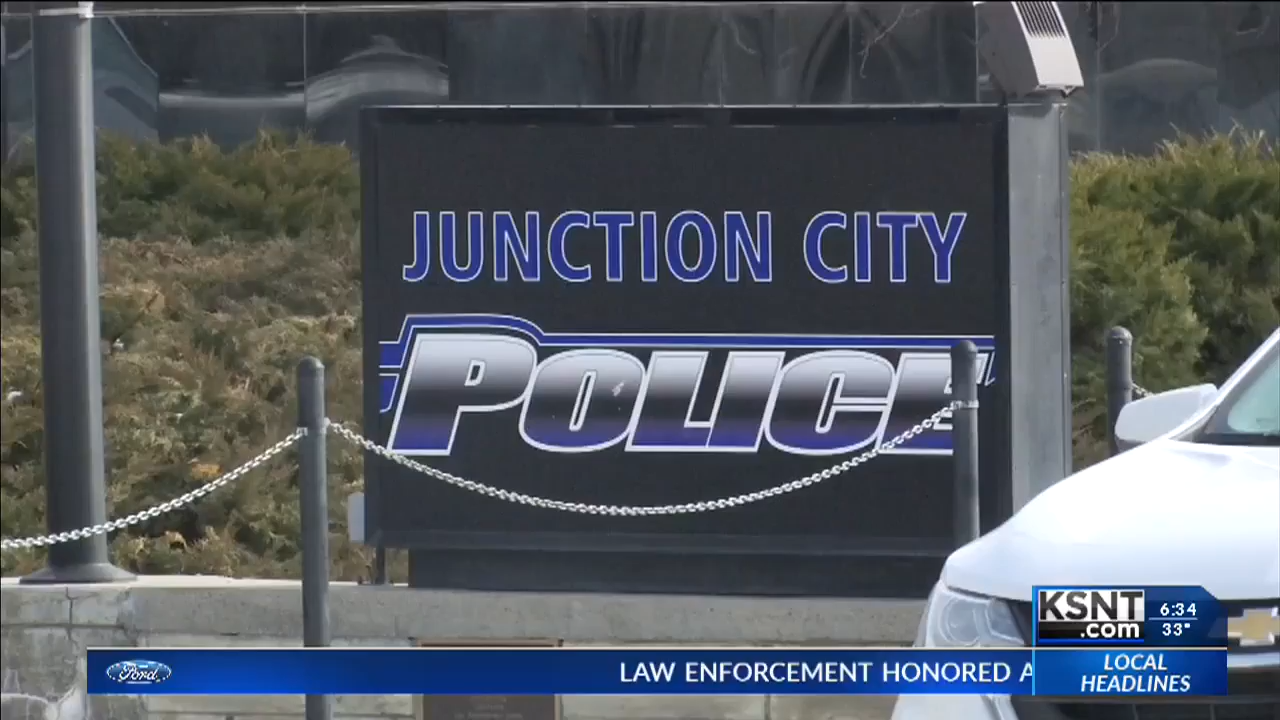 JUNCTION CITY
POLICE
KSNT
.com
6:34
33°
Ford
LAW ENFORCEMENT HONORED A
LOCAL
HEADLINES